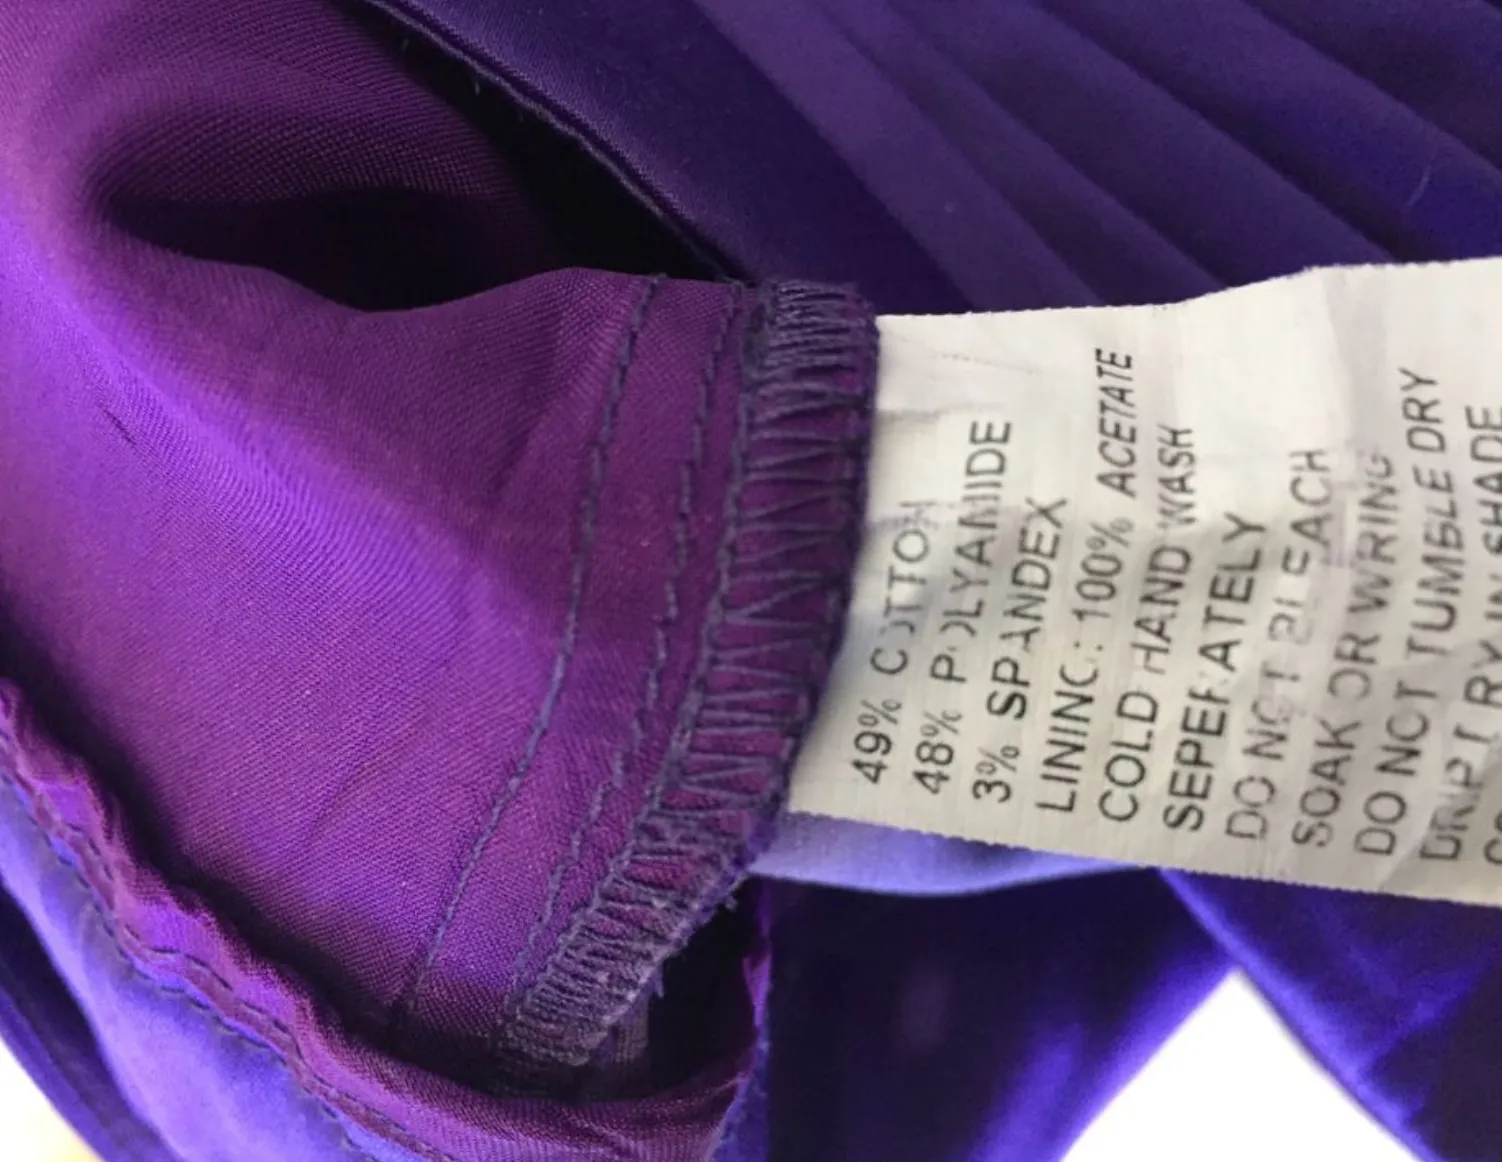 49% COTTON
48% POLYAMIDE
3% SPANDEX
LINING: 100% ACETATE
COLD HAND WASH
SEPERATELY
DO NOT BLEACH
SOAK OR WRING
DO NOT TUMBLE DRY
DRIP DRY IN SHADE